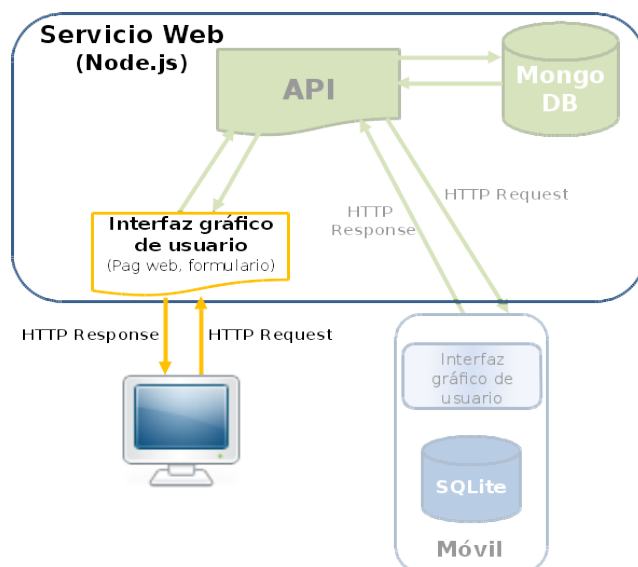 Servicio Web
(Node.js)
API
Mongo
DB
HTTP Request
HTTP
Response
Interfaz gráfico
de usuario
(Pag web, formulario)
HTTP Response
HTTP Request
Interfaz
gráfico de
usuario
SQLite
Móvil